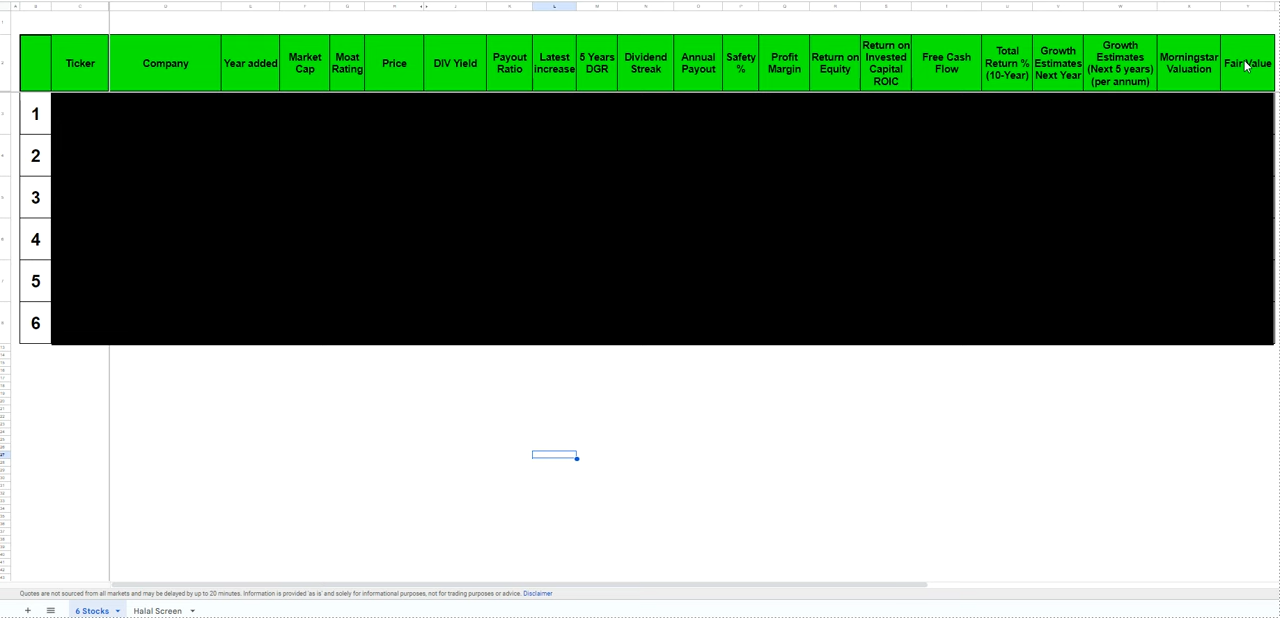 A B C D E F G H J K L M N O P Q R S T U V W X Y
Ticker
Company
Year added
Market
Cap
Moat
Rating
Price
DIV Yield
Payout
Ratio
Latest
increase
5 Years
DGR
Dividend
Streak
Annual
Payout
Safety
%
Profit
Margin
Return on
Equity
Return on
Invested
Capital
ROIC
Free Cash
Flow
Total
Return %
(10-Year)
Growth
Estimates
Next Year
Growth
Estimates
(Next 5 years)
(per annum)
Morningstar
Valuation
Fair Value
1
2
3
4
5
6
Quotes are not sourced from all markets and may be delayed by up to 20 minutes. Information is provided 'as is' and solely for informational purposes, not for trading purposes or advice. Disclaimer
6 Stocks
Halal Screen